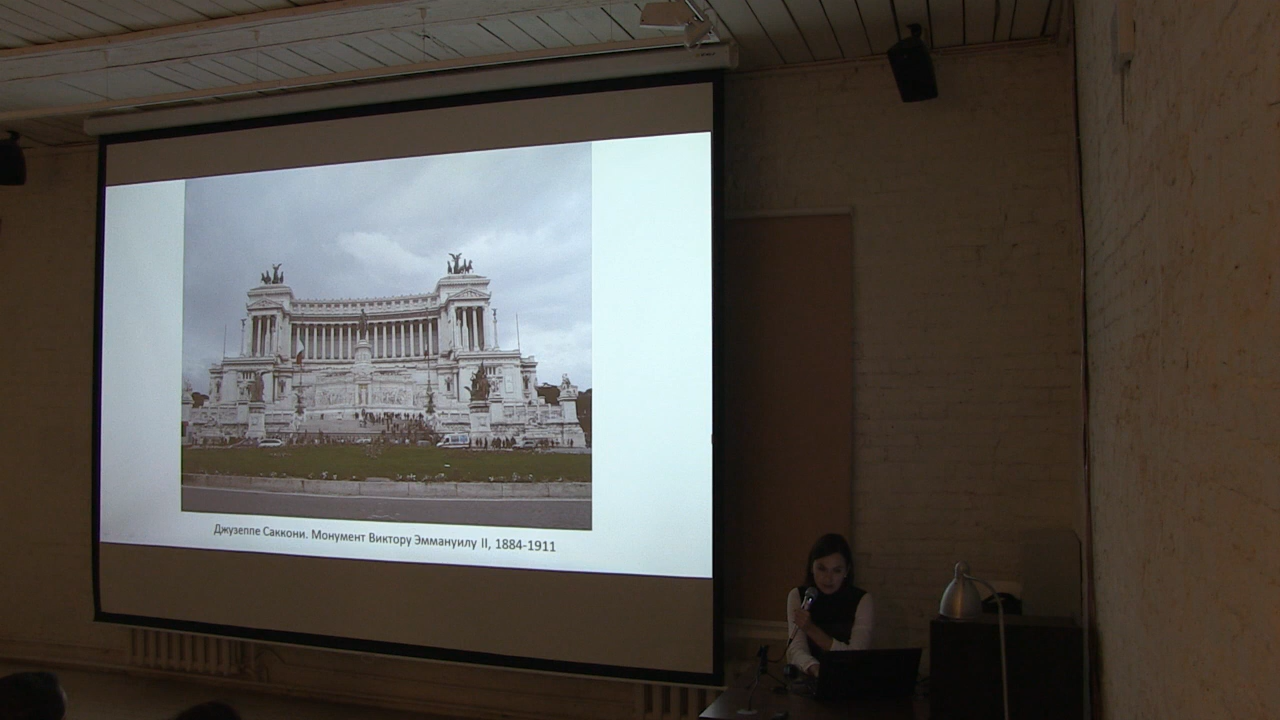 Джузеппе Саккони. Монумент Виктору Эммануилу II, 1884-1911